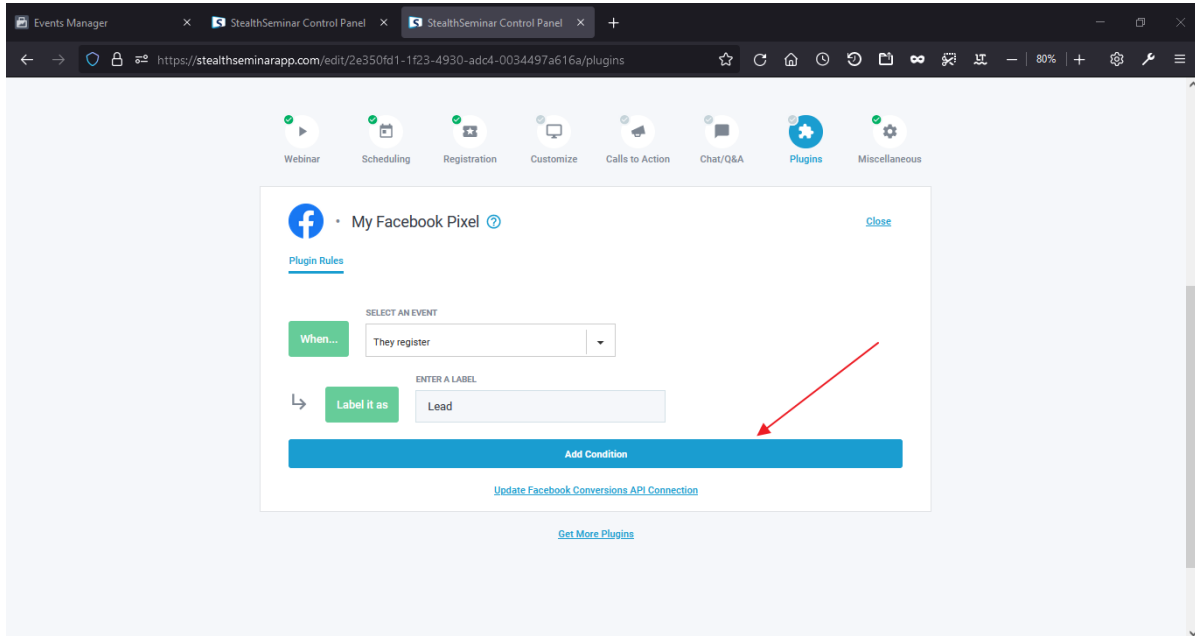 Events Manager
StealthSeminar Control Panel
StealthSeminar Control Panel
https://stealthseminarapp.com/edit/2e350fd1-1f23-4930-adc4-0034497a616a/plugins
80%
Webinar
Scheduling
Registration
Customize
Calls to Action
Chat/Q&A
Plugins
Miscellaneous
My Facebook Pixel
Close
Plugin Rules
SELECT AN EVENT
When...
They register
ENTER A LABEL
Label it as
Lead
Add Condition
Update Facebook Conversions API Connection
Get More Plugins